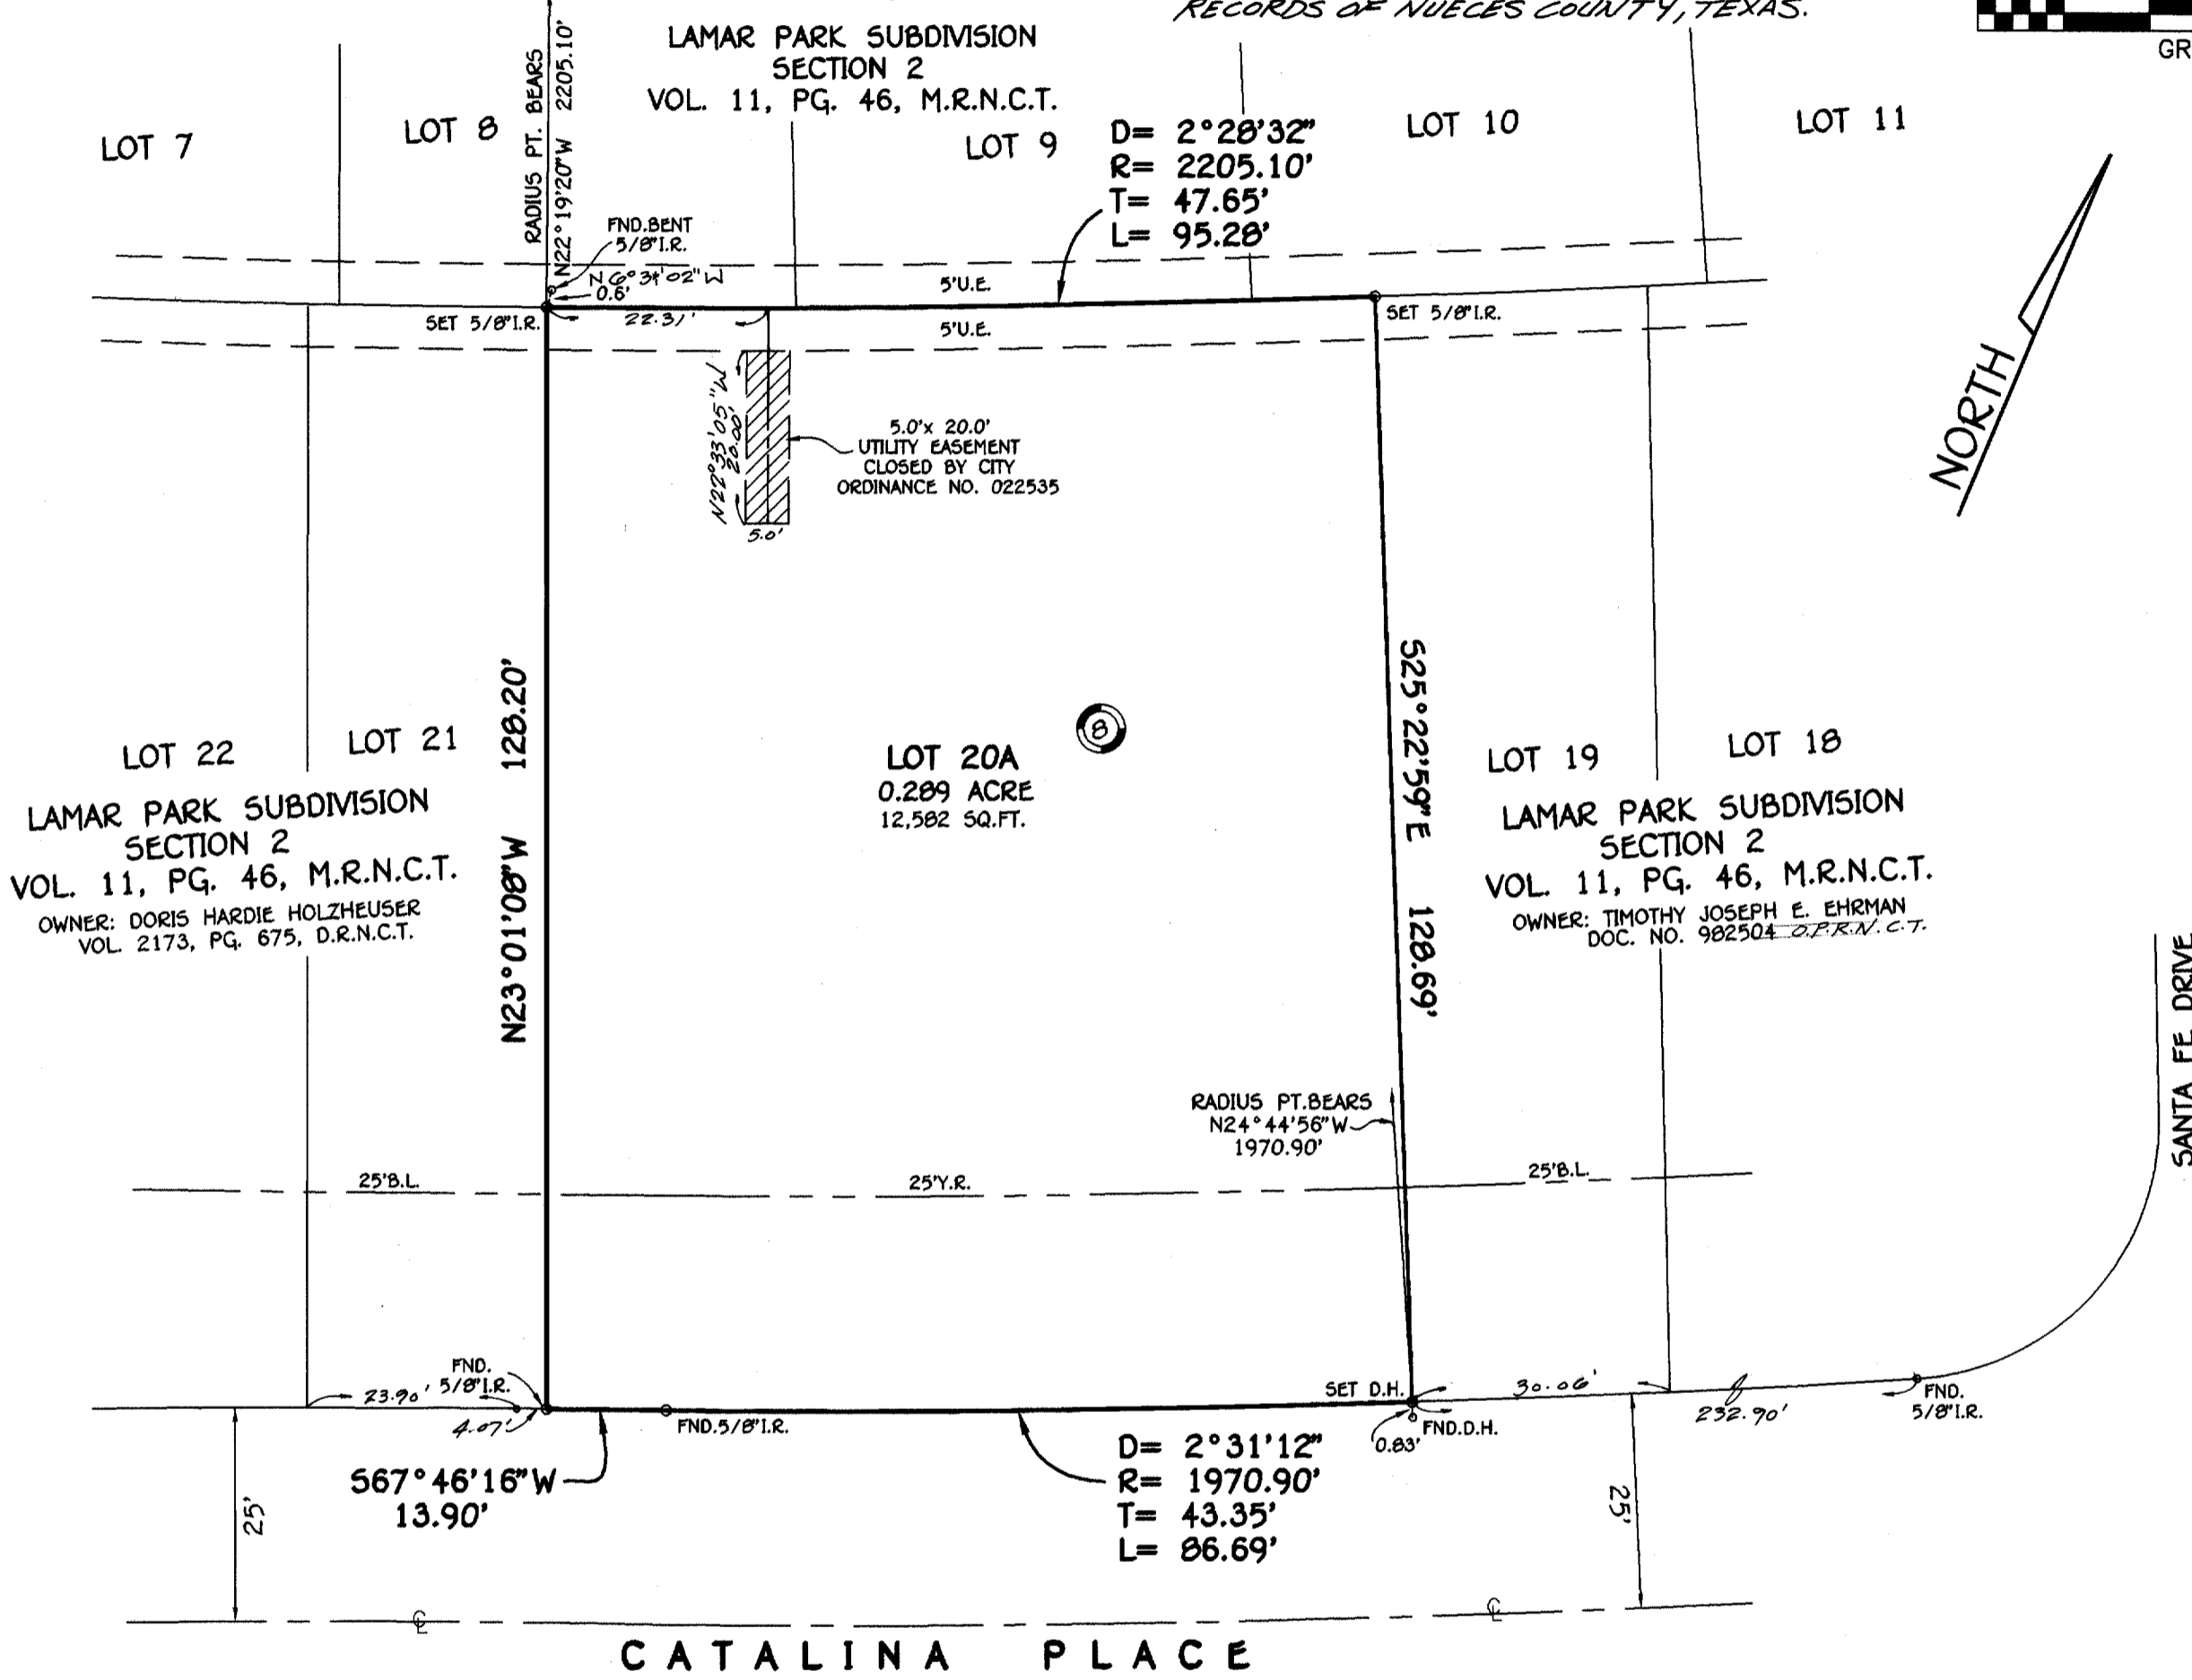 RECORDS OF NUECES COUNTY, TEXAS.
GR
LAMAR PARK SUBDIVISION
SECTION 2
VOL. 11, PG. 46, M.R.N.C.T.
RADIUS PT. BEARS
N22°19'20"W 2205.10'
LOT 7
LOT 8
LOT 9
LOT 10
LOT 11
D= 2°28'32"
R= 2205.10'
T= 47.65'
L= 95.28'
FND.BENT
5/8"I.R.
N6°34'02"W
0.6'
5'U.E.
SET 5/8"I.R.
22.31'
5'U.E.
SET 5/8"I.R.
NORTH
N22°33'05"W
20.00'
5.0'
5.0'x 20.0'
UTILITY EASEMENT
CLOSED BY CITY
ORDINANCE NO. 022535
N23°01'08"W 128.20'
S25°22'59"E 128.69'
8
LOT 20A
0.289 ACRE
12,582 SQ.FT.
LOT 22
LOT 21
LAMAR PARK SUBDIVISION
SECTION 2
VOL. 11, PG. 46, M.R.N.C.T.
OWNER: DORIS HARDIE HOLZHEUSER
VOL. 2173, PG. 675, D.R.N.C.T.
LOT 19
LOT 18
LAMAR PARK SUBDIVISION
SECTION 2
VOL. 11, PG. 46, M.R.N.C.T.
OWNER: TIMOTHY JOSEPH E. EHRMAN
DOC. NO. 982504 O.P.R.N.C.T.
SANTA FE DRIVE
RADIUS PT.BEARS
N24°44'56"W
1970.90'
25'B.L.
25'Y.R.
25'B.L.
FND.
5/8"I.R.
23.90'
4.07'
FND.5/8"I.R.
SET D.H.
30.06'
FND.D.H.
0.83'
232.90'
FND.
5/8"I.R.
S67°46'16"W
13.90'
D= 2°31'12"
R= 1970.90'
T= 43.35'
L= 86.69'
25'
25'
℄
℄
CATALINA PLACE